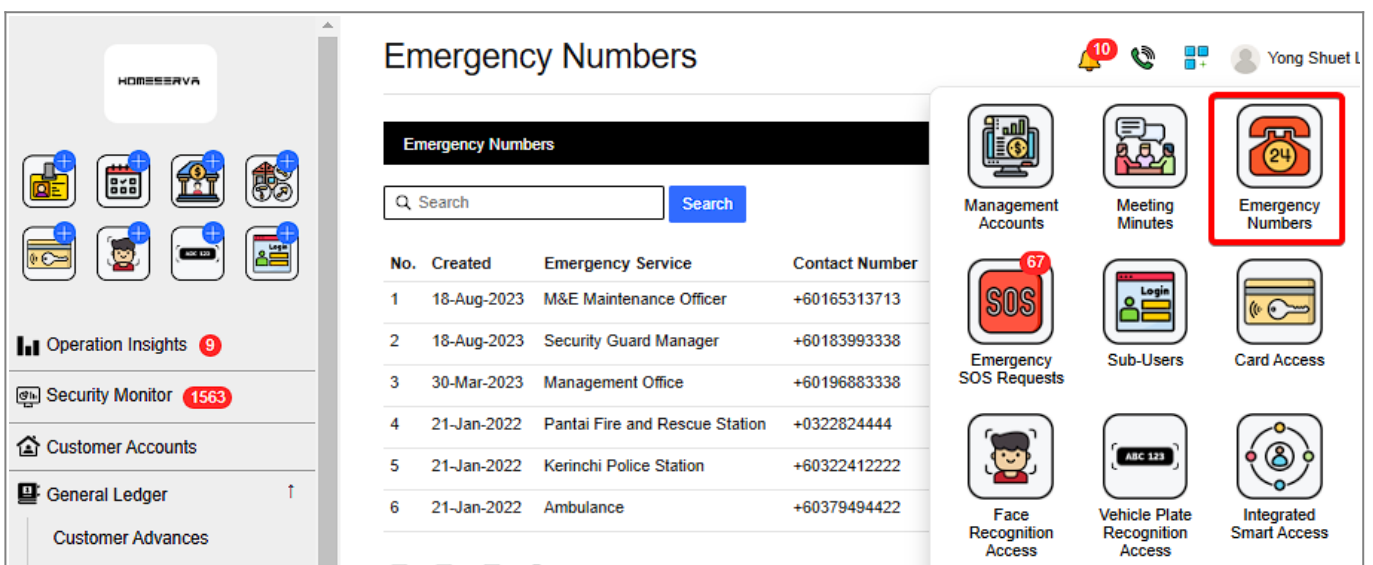 HOMESERVA
Operation Insights 9
Security Monitor 1563
Customer Accounts
General Ledger ↑
Customer Advances
Emergency Numbers
10
Yong Shuet L
Emergency Numbers
Search Search
No. Created Emergency Service Contact Number
1 18-Aug-2023 M&E Maintenance Officer +60165313713
2 18-Aug-2023 Security Guard Manager +60183993338
3 30-Mar-2023 Management Office +60196883338
4 21-Jan-2022 Pantai Fire and Rescue Station +0322824444
5 21-Jan-2022 Kerinchi Police Station +60322412222
6 21-Jan-2022 Ambulance +60379494422
Management
Accounts
Meeting
Minutes
24
Emergency
Numbers
67
SOS
Emergency
SOS Requests
Login
Sub-Users
Card Access
Face
Recognition
Access
ABC 123
Vehicle Plate
Recognition
Access
Integrated
Smart Access
ABC 123
Login